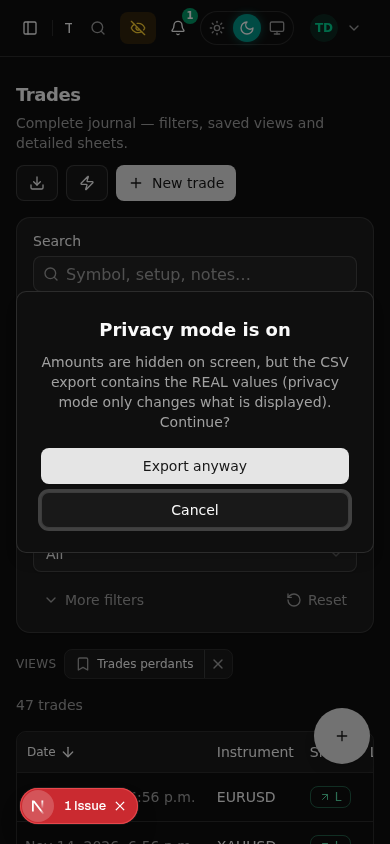 T
1
TD
Trades
Complete journal — filters, saved views and
detailed sheets.
New trade
Search
Symbol, setup, notes...
Privacy mode is on
Amounts are hidden on screen, but the CSV
export contains the REAL values (privacy
mode only changes what is displayed).
Continue?
Export anyway
Cancel
All
More filters
Reset
VIEWS
Trades perdants
47 trades
Date
Instrument
:56 p.m.
EURUSD
L
N
1 Issue